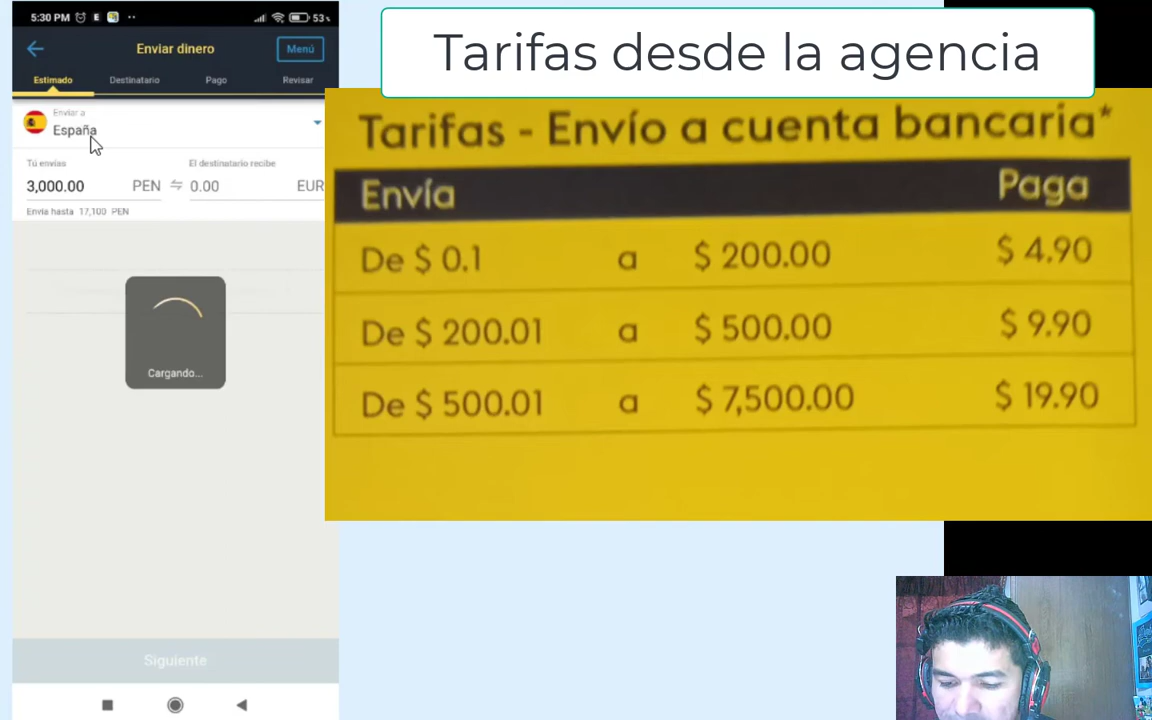 5:30 PM
53
Enviar dinero
Menú
Estimado
Destinatario
Pago
Revisar
Enviar a
España
Tú envías
El destinatario recibe
3,000.00 PEN
0.00 EUR
Envía hasta 17,100 PEN
Cargando...
Siguiente
Tarifas desde la agencia
Tarifas - Envío a cuenta bancaria*
Envía Paga
De $ 0.1 a $ 200.00 $ 4.90
De $ 200.01 a $ 500.00 $ 9.90
De $ 500.01 a $ 7,500.00 $ 19.90